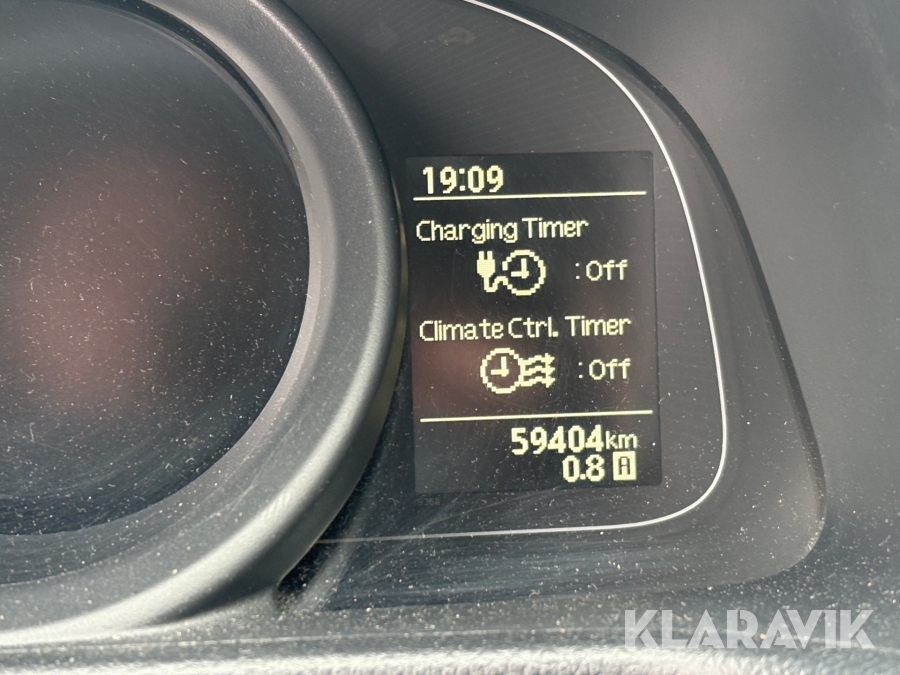 19:09
Charging Timer
:Off
Climate Ctrl. Timer
:Off
59404km
0.8 A
KLARAVIK